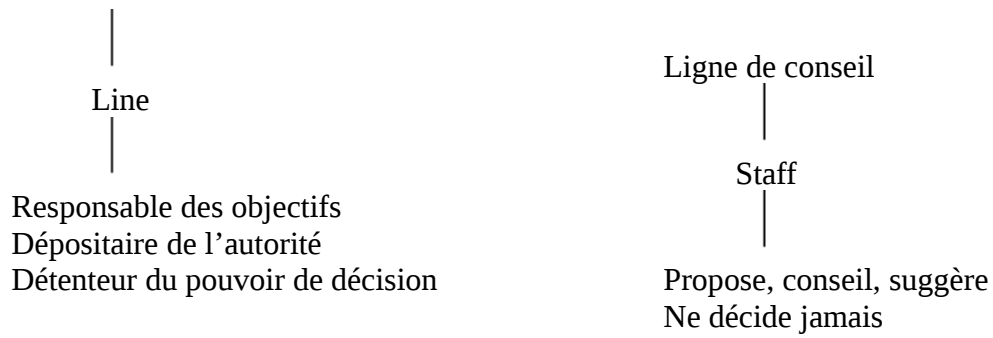 Line
Responsable des objectifs
Dépositaire de l’autorité
Détenteur du pouvoir de décision
Ligne de conseil
Staff
Propose, conseil, suggère
Ne décide jamais